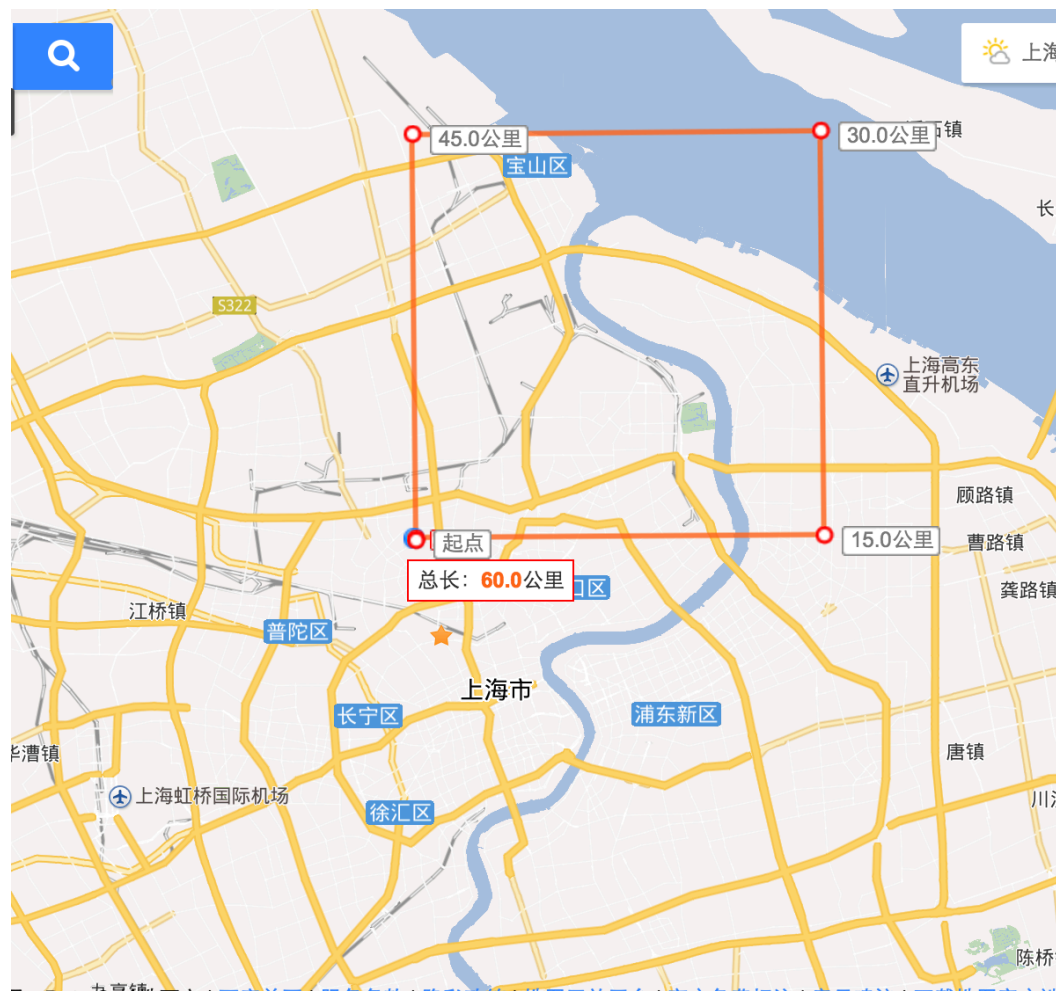 上海
45.0公里
30.0公里
石镇
宝山区
长
S322
上海高东
直升机场
顾路镇
起点
15.0公里
曹路镇
总长：60.0公里
口区
龚路镇
江桥镇
普陀区
上海市
长宁区
浦东新区
华漕镇
唐镇
上海虹桥国际机场
徐汇区
川沙
陈桥